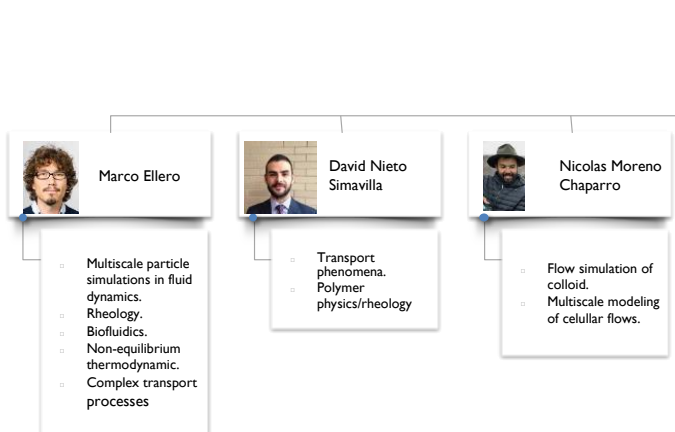 Marco Ellero
David Nieto
Simavilla
Nicolas Moreno
Chaparro
Multiscale particle
simulations in fluid
dynamics.
Rheology.
Biofluidics.
Non-equilibrium
thermodynamic.
Complex transport
processes
Transport
phenomena.
Polymer
physics/rheology
Flow simulation of
colloid.
Multiscale modeling
of celullar flows.